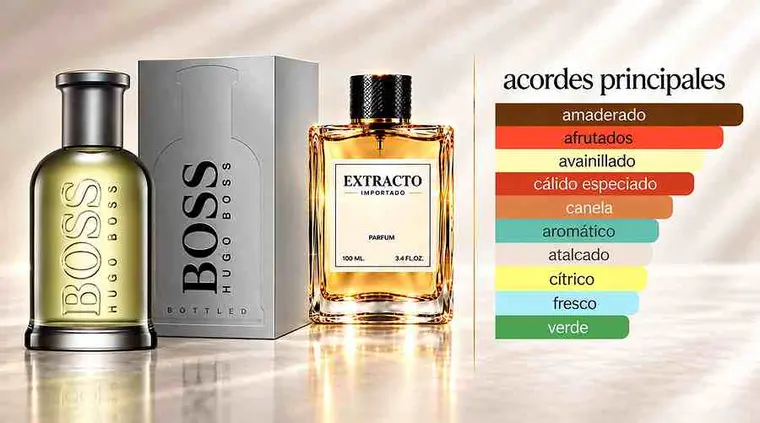 BOSS
HUGO BOSS
BOSS
HUGO BOSS
BOTTLED
EXTRACTO
IMPORTADO
PARFUM
100 ML. 3.4 FL.OZ.
acordes principales
amaderado
afrutados
avainillado
cálido especiado
canela
aromático
atalcado
cítrico
fresco
verde